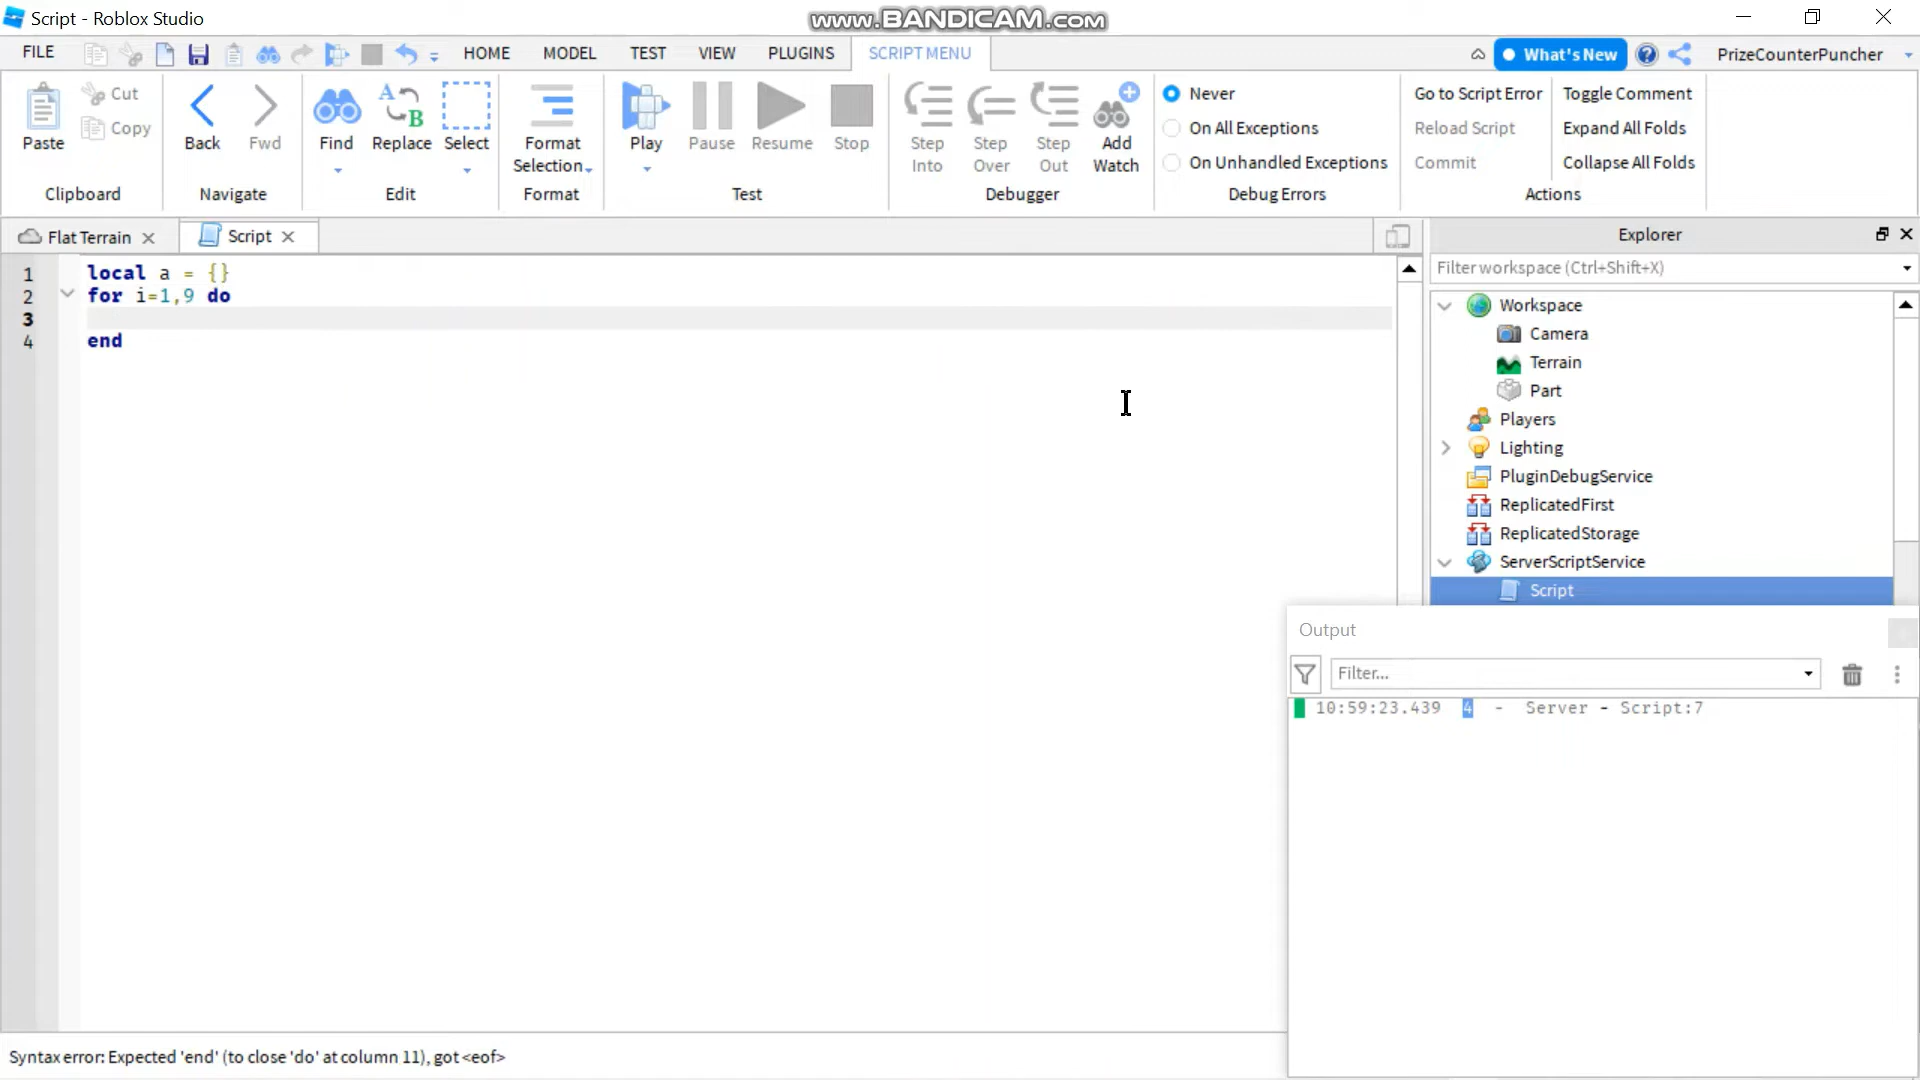 Script - Roblox Studio
www.BANDICAM.com
FILE
HOME
MODEL
TEST
VIEW
PLUGINS
SCRIPT MENU
What's New
PrizeCounterPuncher
Paste
Cut
Copy
Clipboard
Back
Fwd
Navigate
Find
Replace
Select
Edit
Format
Selection
Format
Play
Pause
Resume
Stop
Test
Step
Into
Step
Over
Step
Out
Add
Watch
Debugger
Never
On All Exceptions
On Unhandled Exceptions
Debug Errors
Go to Script Error
Reload Script
Commit
Toggle Comment
Expand All Folds
Collapse All Folds
Actions
Flat Terrain
Script
1 local a = {}
2 for i=1,9 do
3
4 end
Syntax error: Expected 'end' (to close 'do' at column 11), got <eof>
Explorer
Filter workspace (Ctrl+Shift+X)
Workspace
Camera
Terrain
Part
Players
Lighting
PluginDebugService
ReplicatedFirst
ReplicatedStorage
ServerScriptService
Script
Output
Filter...
10:59:23.439 4 - Server - Script:7